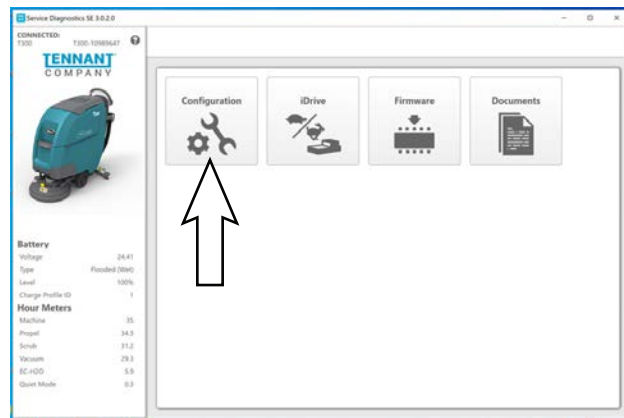 Service Diagnostics SE 3.0.2.0
CONNECTED:
T300 T300-10989647
TENNANT
COMPANY
Configuration
iDrive
Firmware
Documents
Battery
Voltage 24.41
Type Flooded (Wet)
Level 100%
Charge Profile ID 1
Hour Meters
Machine 35
Propel 34.3
Scrub 31.2
Vacuum 29.3
EC-H2O 5.9
Quiet Mode 0.3